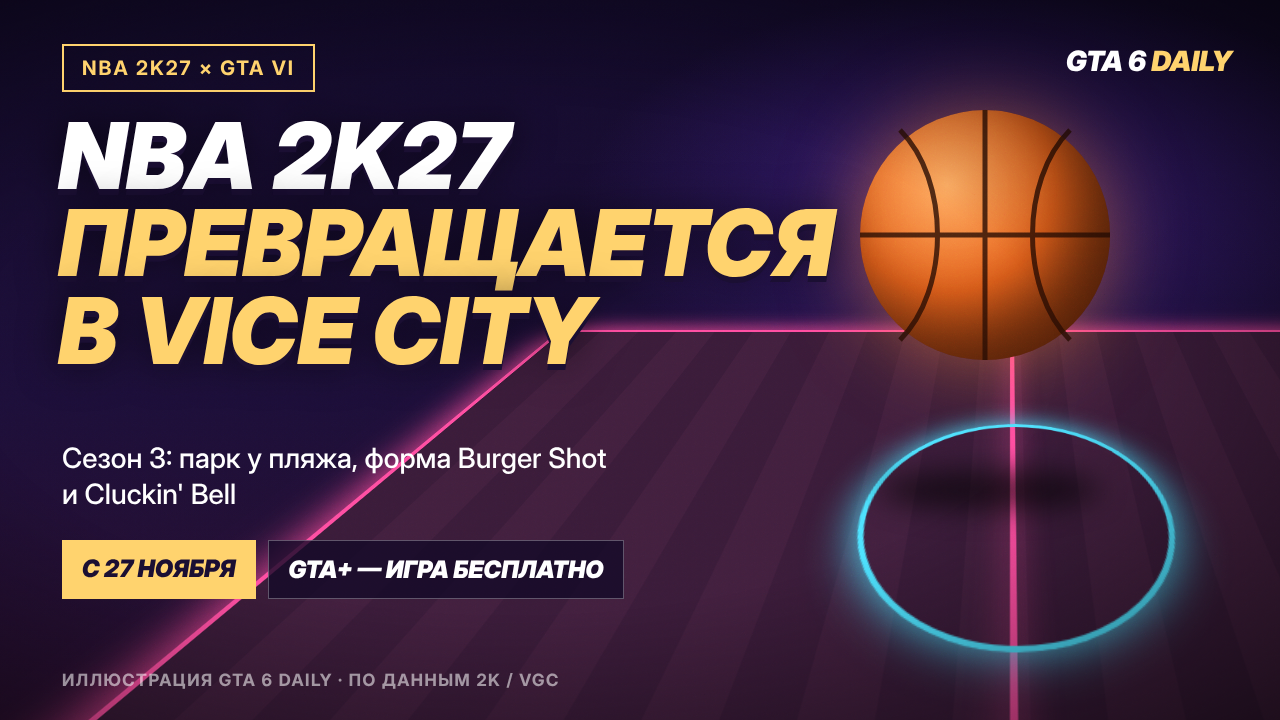 NBA 2K27 × GTA VI
GTA 6 DAILY
NBA 2K27
ПРЕВРАЩАЕТСЯ
В VICE CITY
Сезон 3: парк у пляжа, форма Burger Shot
и Cluckin' Bell
С 27 НОЯБРЯ
GTA+ — ИГРА БЕСПЛАТНО
ИЛЛЮСТРАЦИЯ GTA 6 DAILY · ПО ДАННЫМ 2K / VGC